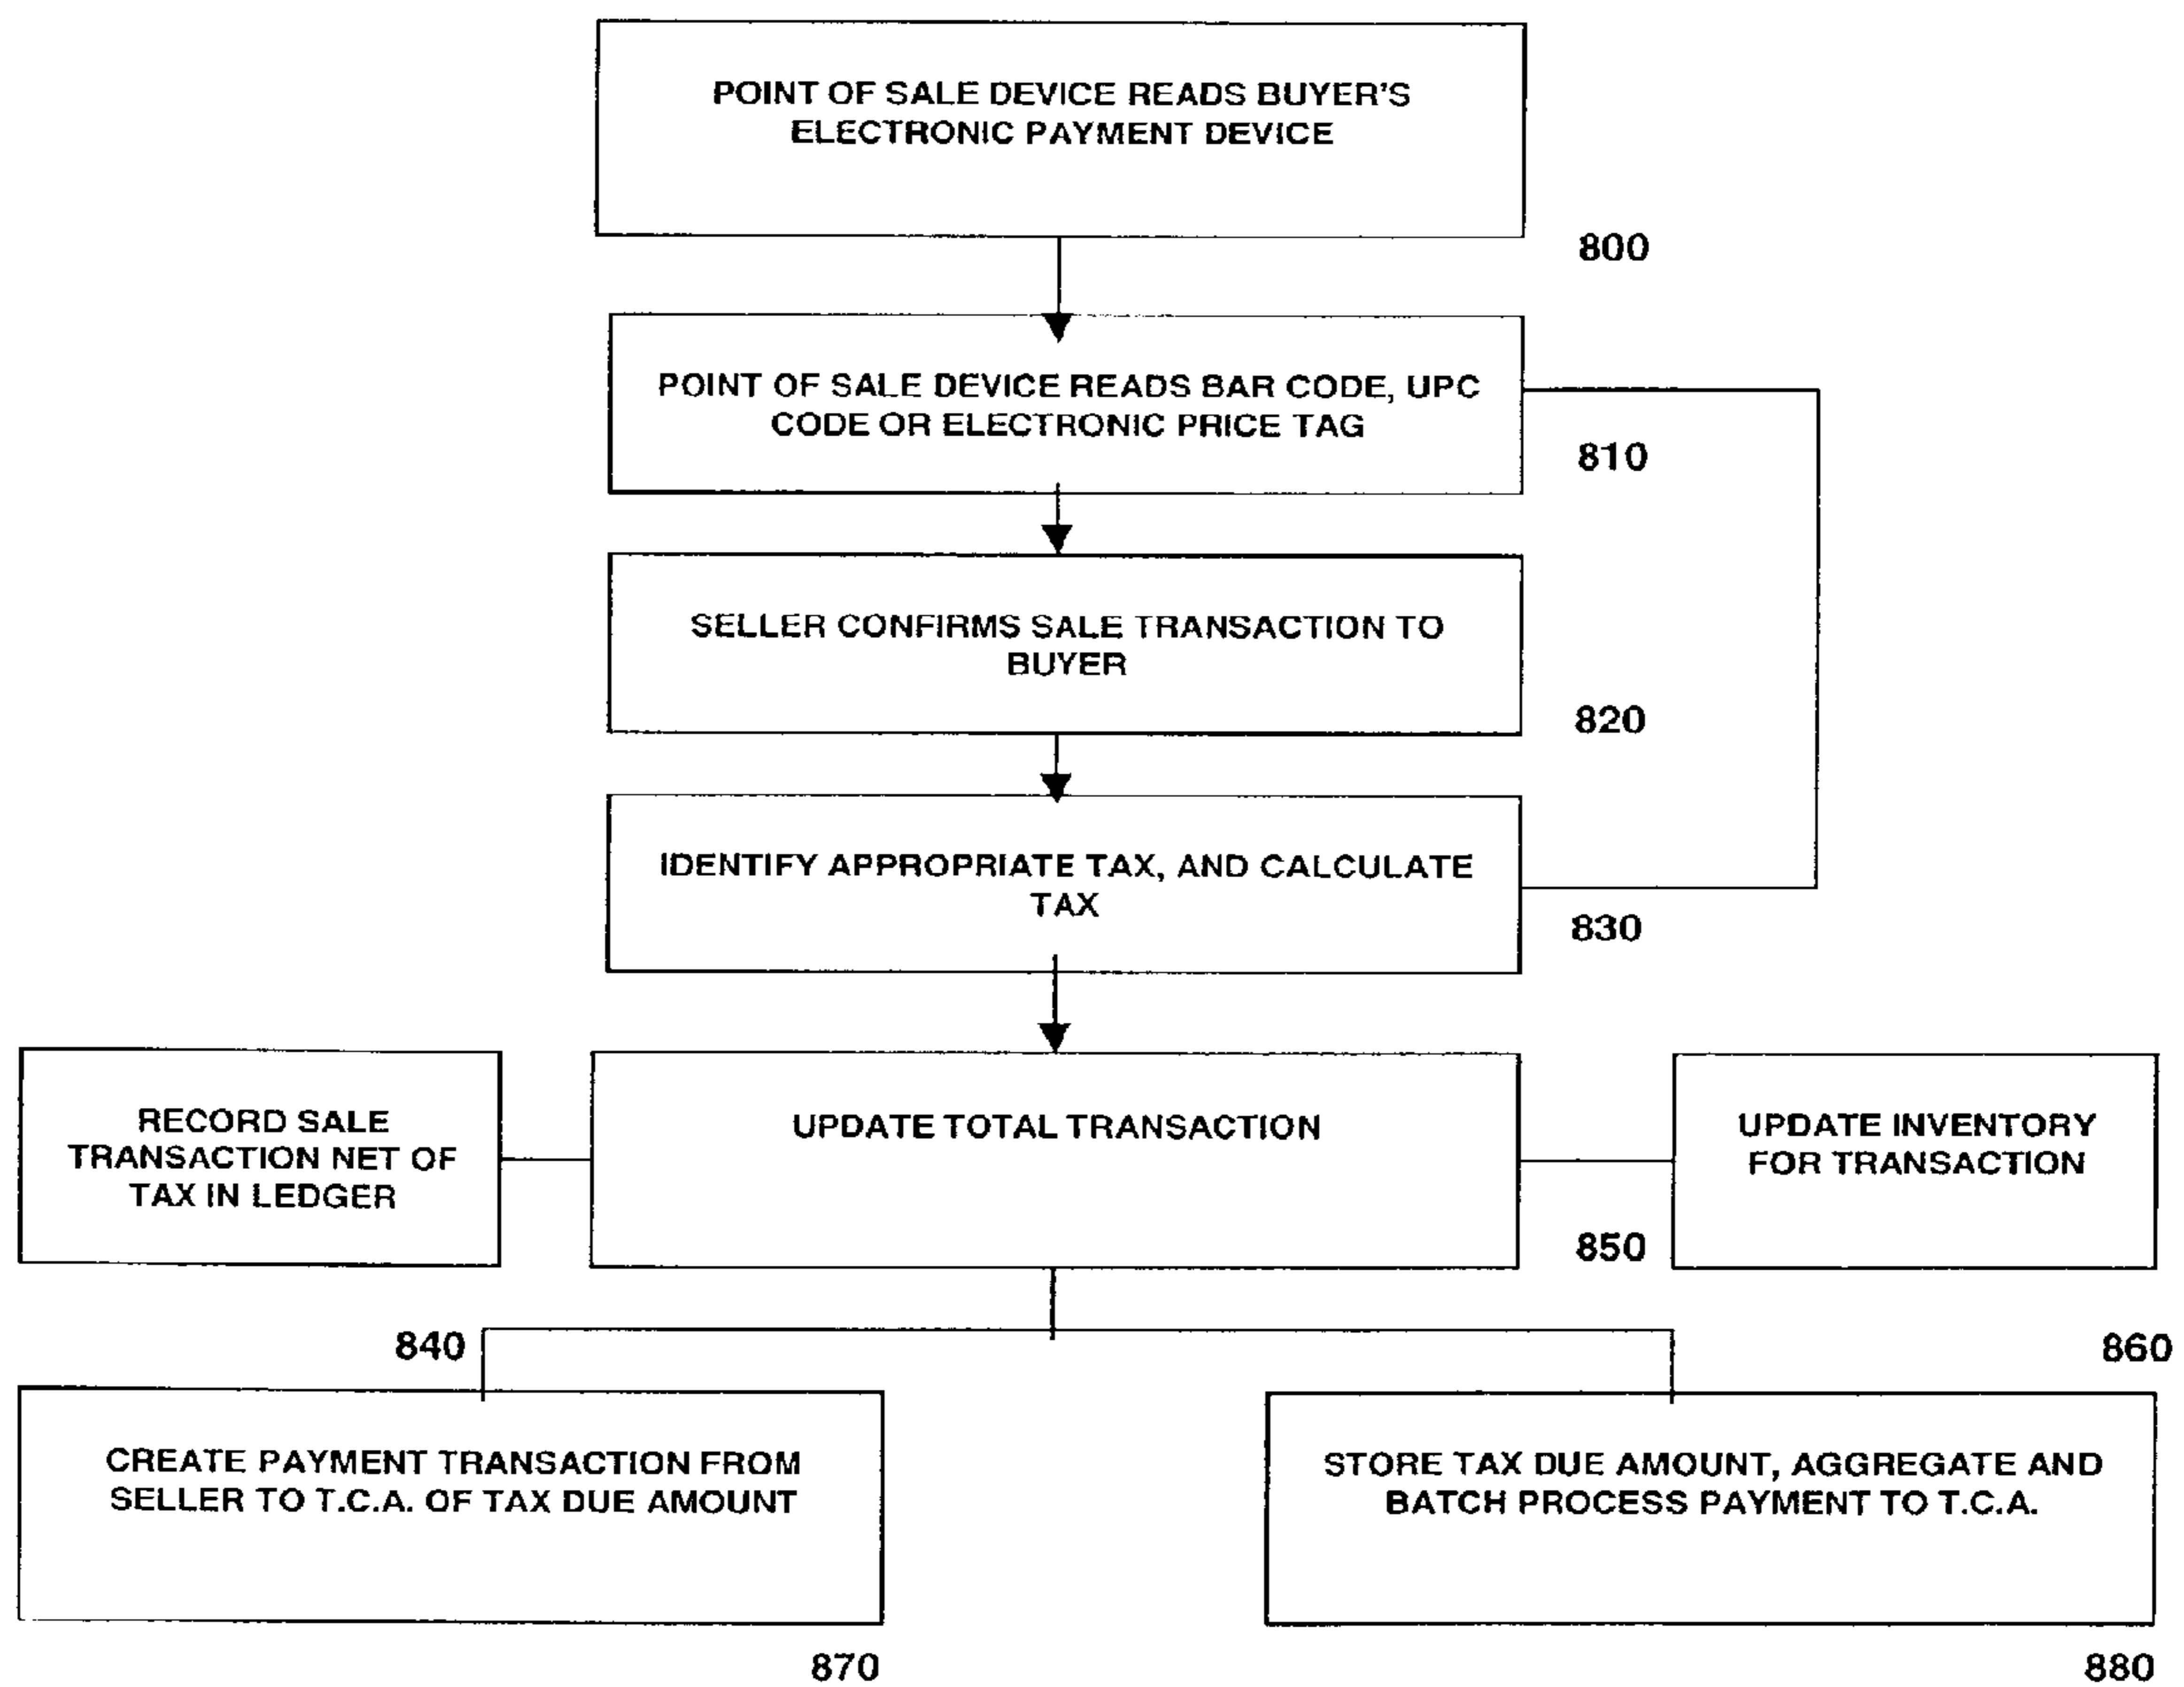 POINT OF SALE DEVICE READS BUYER'S
ELECTRONIC PAYMENT DEVICE
800
POINT OF SALE DEVICE READS BAR CODE, UPC
CODE OR ELECTRONIC PRICE TAG
810
SELLER CONFIRMS SALE TRANSACTION TO
BUYER
820
IDENTIFY APPROPRIATE TAX, AND CALCULATE
TAX
830
RECORD SALE
TRANSACTION NET OF
TAX IN LEDGER
840
UPDATE TOTAL TRANSACTION
850
UPDATE INVENTORY
FOR TRANSACTION
860
CREATE PAYMENT TRANSACTION FROM
SELLER TO T.C.A. OF TAX DUE AMOUNT
870
STORE TAX DUE AMOUNT, AGGREGATE AND
BATCH PROCESS PAYMENT TO T.C.A.
880